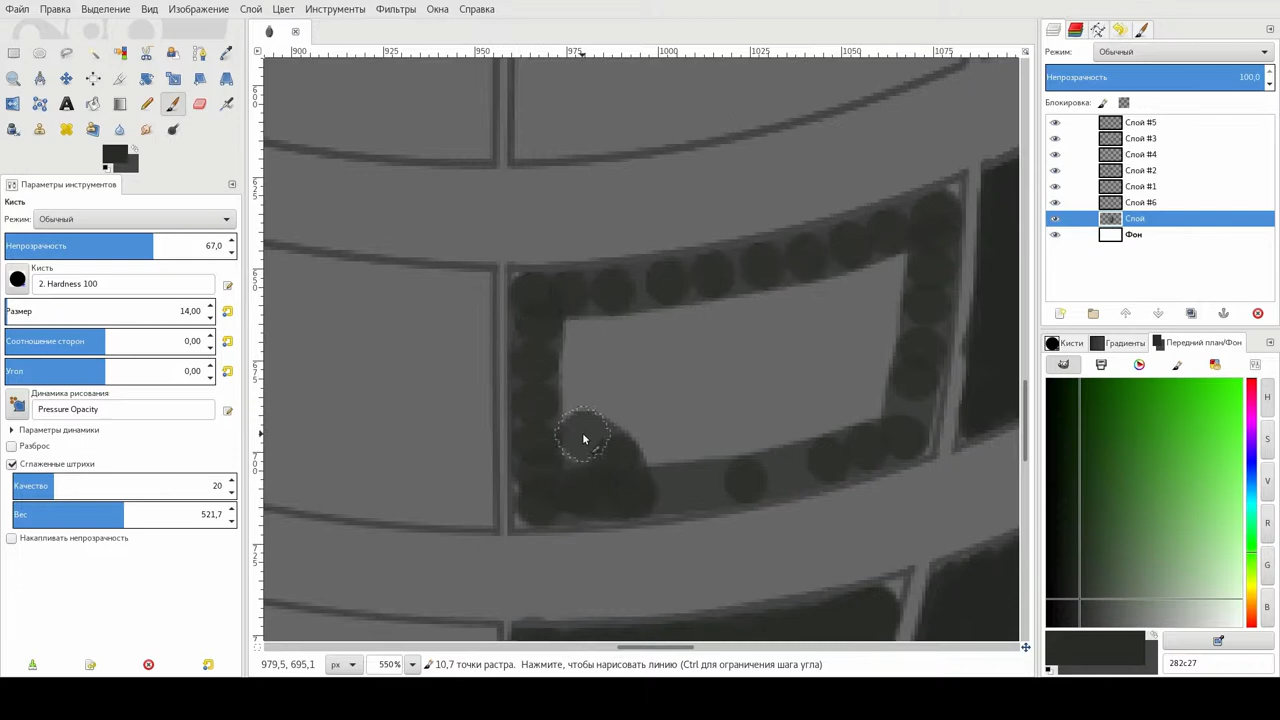 Файл Правка Выделение Вид Изображение Слой Цвет Инструменты Фильтры Окна Справка
900 925 950 975 1000 1025 1050 1075
Параметры инструментов
Кисть
Режим: Обычный
Непрозрачность 67,0
Кисть
2. Hardness 100
Размер 14,00
Соотношение сторон 0,00
Угол 0,00
Динамика рисования
Pressure Opacity
Параметры динамики
Разброс
Сглаженные штрихи
Качество 20
Вес 521,7
Накапливать непрозрачность
979,5, 695,1 px 550% 10,7 точки растра. Нажмите, чтобы нарисовать линию (Ctrl для ограничения шага угла)
Режим: Обычный
Непрозрачность 100,0
Блокировка:
Слой #5
Слой #3
Слой #4
Слой #2
Слой #1
Слой #6
Слой
Фон
Кисти Градиенты Передний план/Фон
H
S
V
R
G
B
282c27